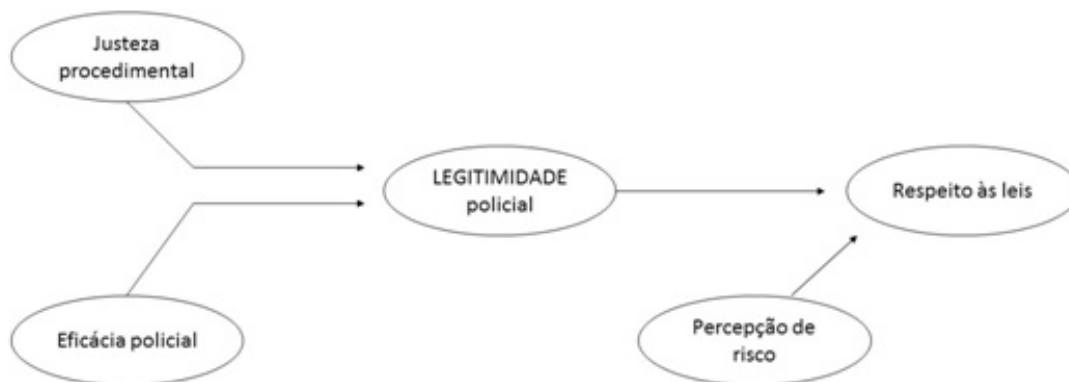 Justeza
procedimental
LEGITIMIDADE
policial
Respeito às leis
Eficácia policial
Percepção de
risco